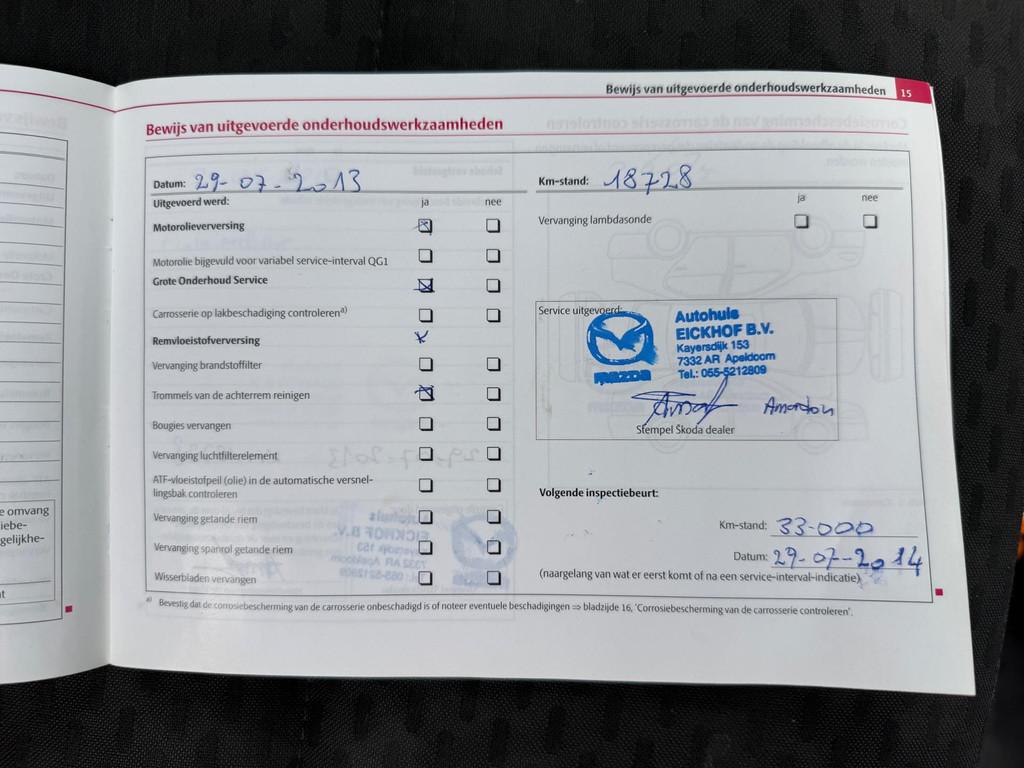 Bewijs van uitgevoerde onderhoudswerkzaamheden 15
Bewijs van uitgevoerde onderhoudswerkzaamheden
Datum: 29-07-2013
Km-stand: 18728
Uitgevoerd werd: ja nee
ja nee
Motorolieverversing
Vervanging lambdasonde
Motorolie bijgevuld voor variabel service-interval QG1
Grote Onderhoud Service
Carrosserie op lakbeschadiging controleren a)
Remvloeistofverversing
Vervanging brandstoffilter
Trommels van de achterrem reinigen
Bougies vervangen
Vervanging luchtfilterelement
ATF-vloeistofpeil (olie) in de automatische versnel-
lingsbak controleren
Vervanging getande riem
Vervanging spanrol getande riem
Wisserbladen vervangen
Service uitgevoerd:
mazda
Autohuis
EICKHOF B.V.
Kayersdijk 153
7332 AR Apeldoorn
Tel.: 055-5212809
Stempel Škoda dealer
Volgende inspectiebeurt:
Km-stand: 33-000
Datum: 29-07-2014
(naargelang van wat er eerst komt of na een service-interval-indicatie)
a) Bevestig dat de corrosiebescherming van de carrosserie onbeschadigd is of noteer eventuele beschadigingen ⇒ bladzijde 16, 'Corrosiebescherming van de carrosserie controleren'.
e omvang
iebe-
gelijkhe-